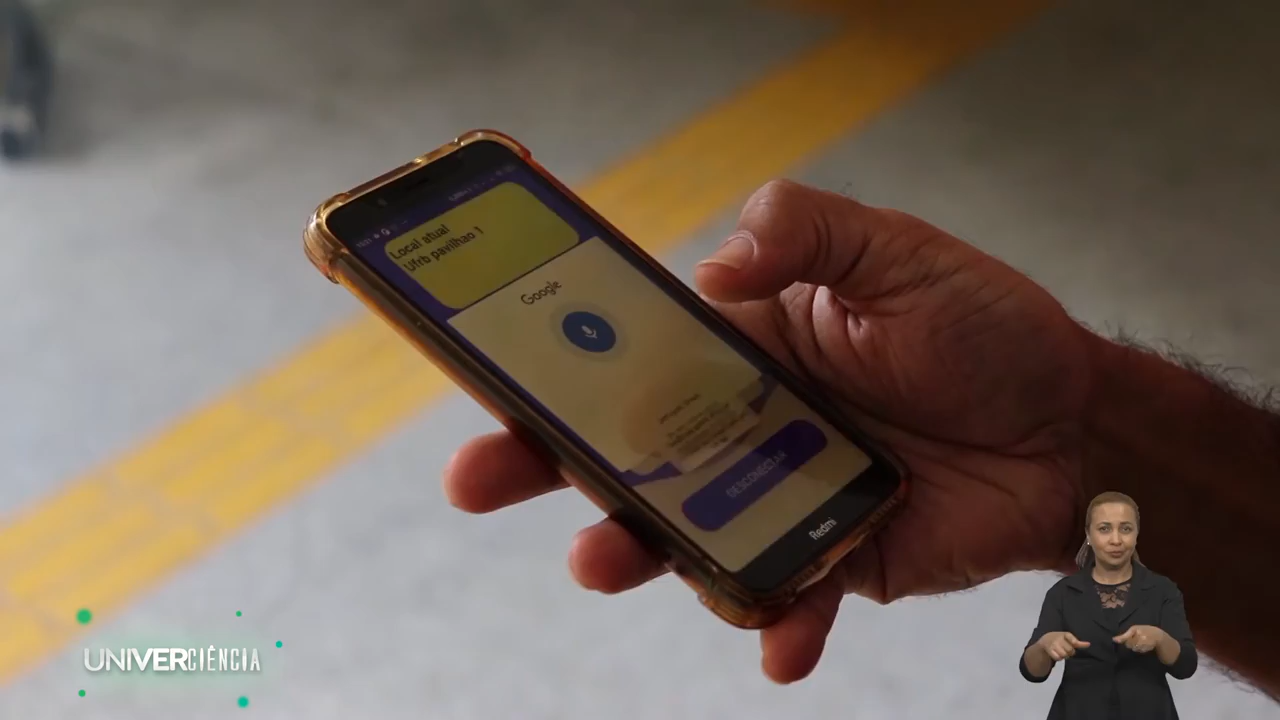 Local atual
Ufrb pavilhao 1
Google
DESCONECTAR
Redmi
UNIVERCIÊNCIA